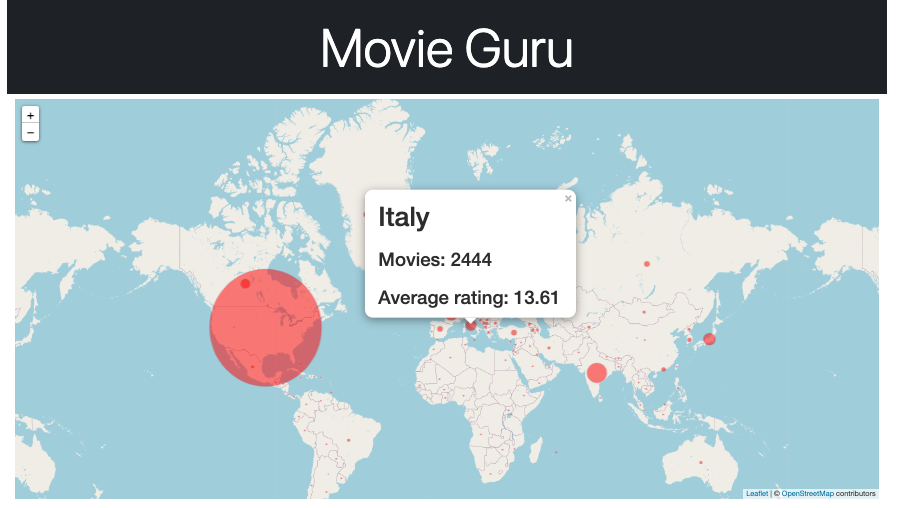 Movie Guru
+
−
×
Italy
Movies: 2444
Average rating: 13.61
Leaflet | © OpenStreetMap contributors